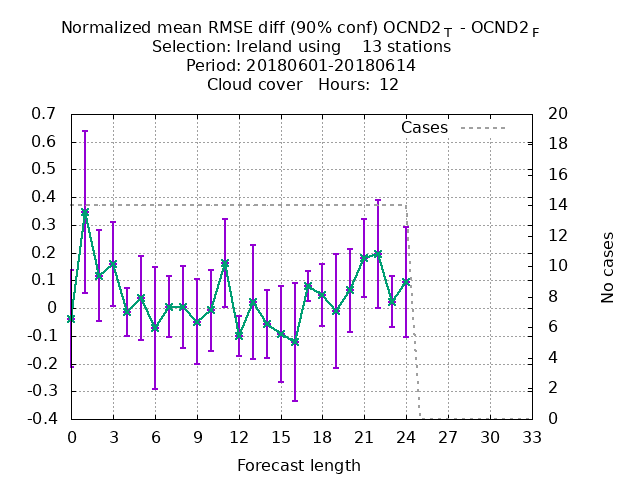 Normalized mean RMSE diff (90% conf) OCND2 T - OCND2 F
Selection: Ireland using 13 stations
Period: 20180601-20180614
Cloud cover Hours: 12
Cases
0.7
0.6
0.5
0.4
0.3
0.2
0.1
0
-0.1
-0.2
-0.3
-0.4
20
18
16
14
12
10
8
6
4
2
0
No cases
0 3 6 9 12 15 18 21 24 27 30 33
Forecast length